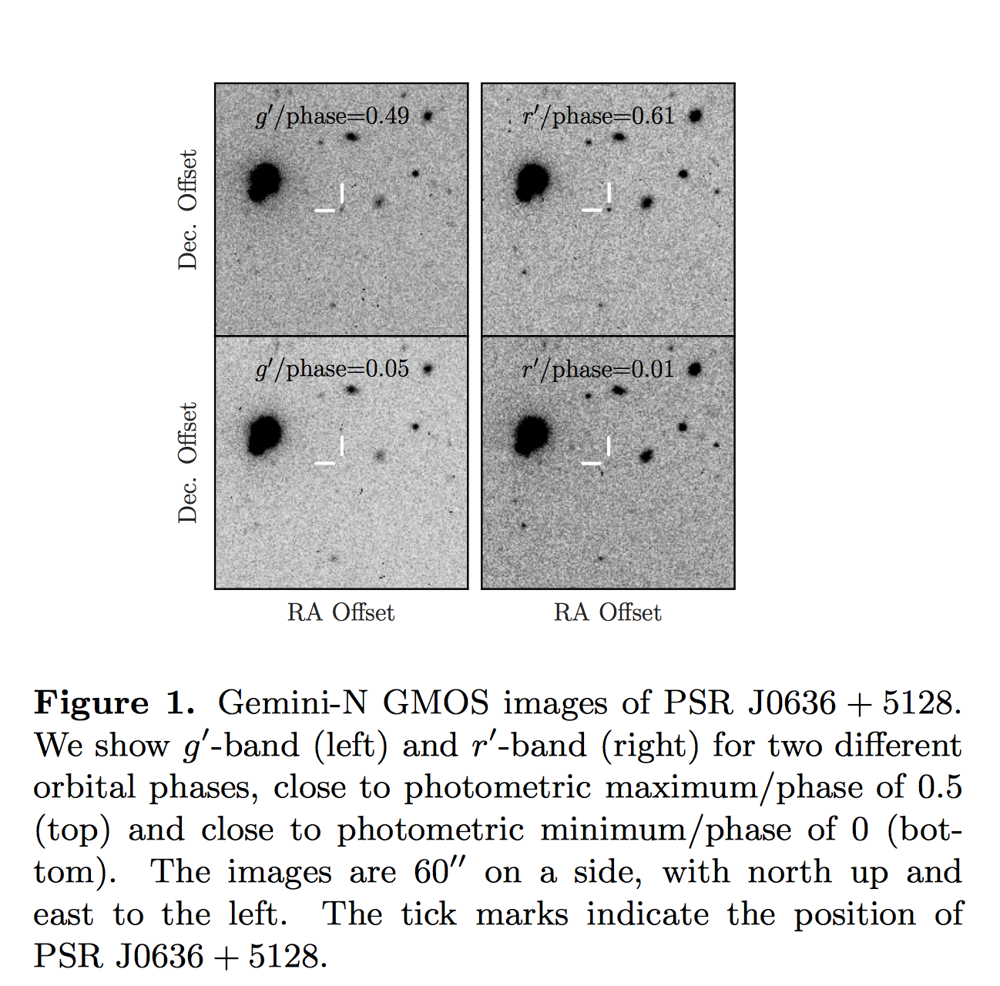 g′/phase=0.49
r′/phase=0.61
Dec. Offset
g′/phase=0.05
r′/phase=0.01
Dec. Offset
RA Offset
RA Offset
Figure 1. Gemini-N GMOS images of PSR J0636 + 5128.
We show g′-band (left) and r′-band (right) for two different
orbital phases, close to photometric maximum/phase of 0.5
(top) and close to photometric minimum/phase of 0 (bot-
tom). The images are 60″ on a side, with north up and
east to the left. The tick marks indicate the position of
PSR J0636 + 5128.